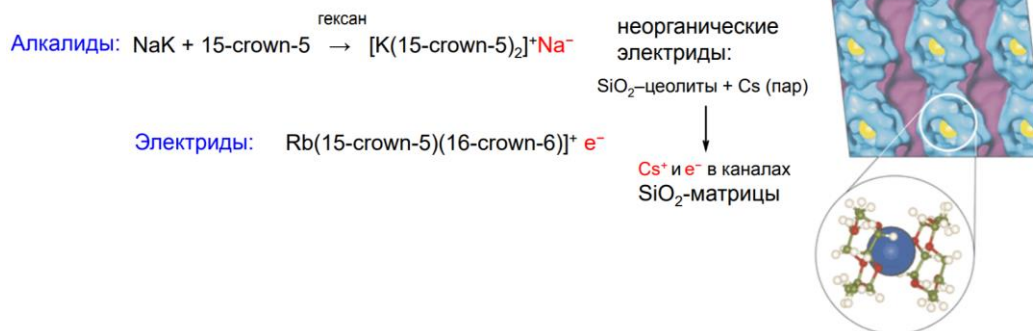 Алкалиды: NaK + 15-crown-5 гексан → [K(15-crown-5)₂]⁺Na⁻
Электриды: Rb(15-crown-5)(16-crown-6)]⁺ e⁻
неорганические
электриды:
SiO₂–цеолиты + Cs (пар)
Cs⁺ и e⁻ в каналах
SiO₂-матрицы